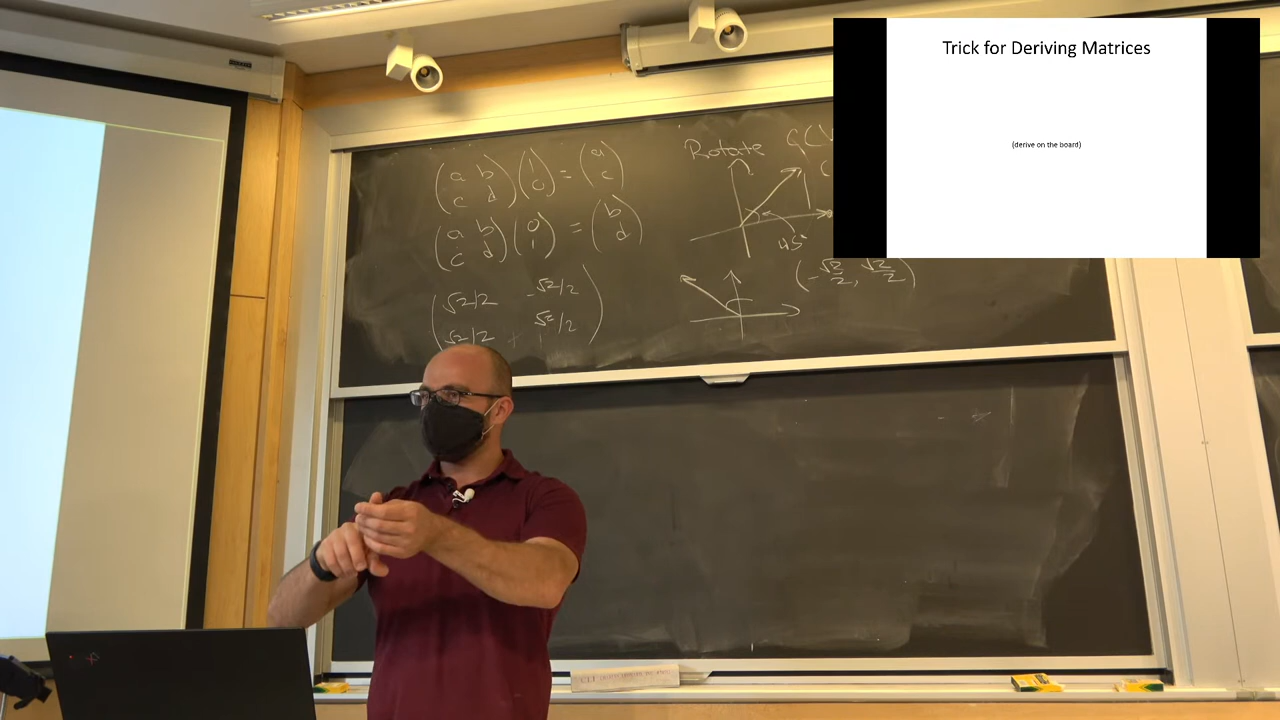 Trick for Deriving Matrices
(derive on the board)
(a b) (1) = (a)
(c d) (0) (c)
(a b) (0) = (b)
(c d) (1) (d)
(√2/2 -√2/2)
(√2/2 √2/2)
Rotate
45°
(-√2/2, √2/2)